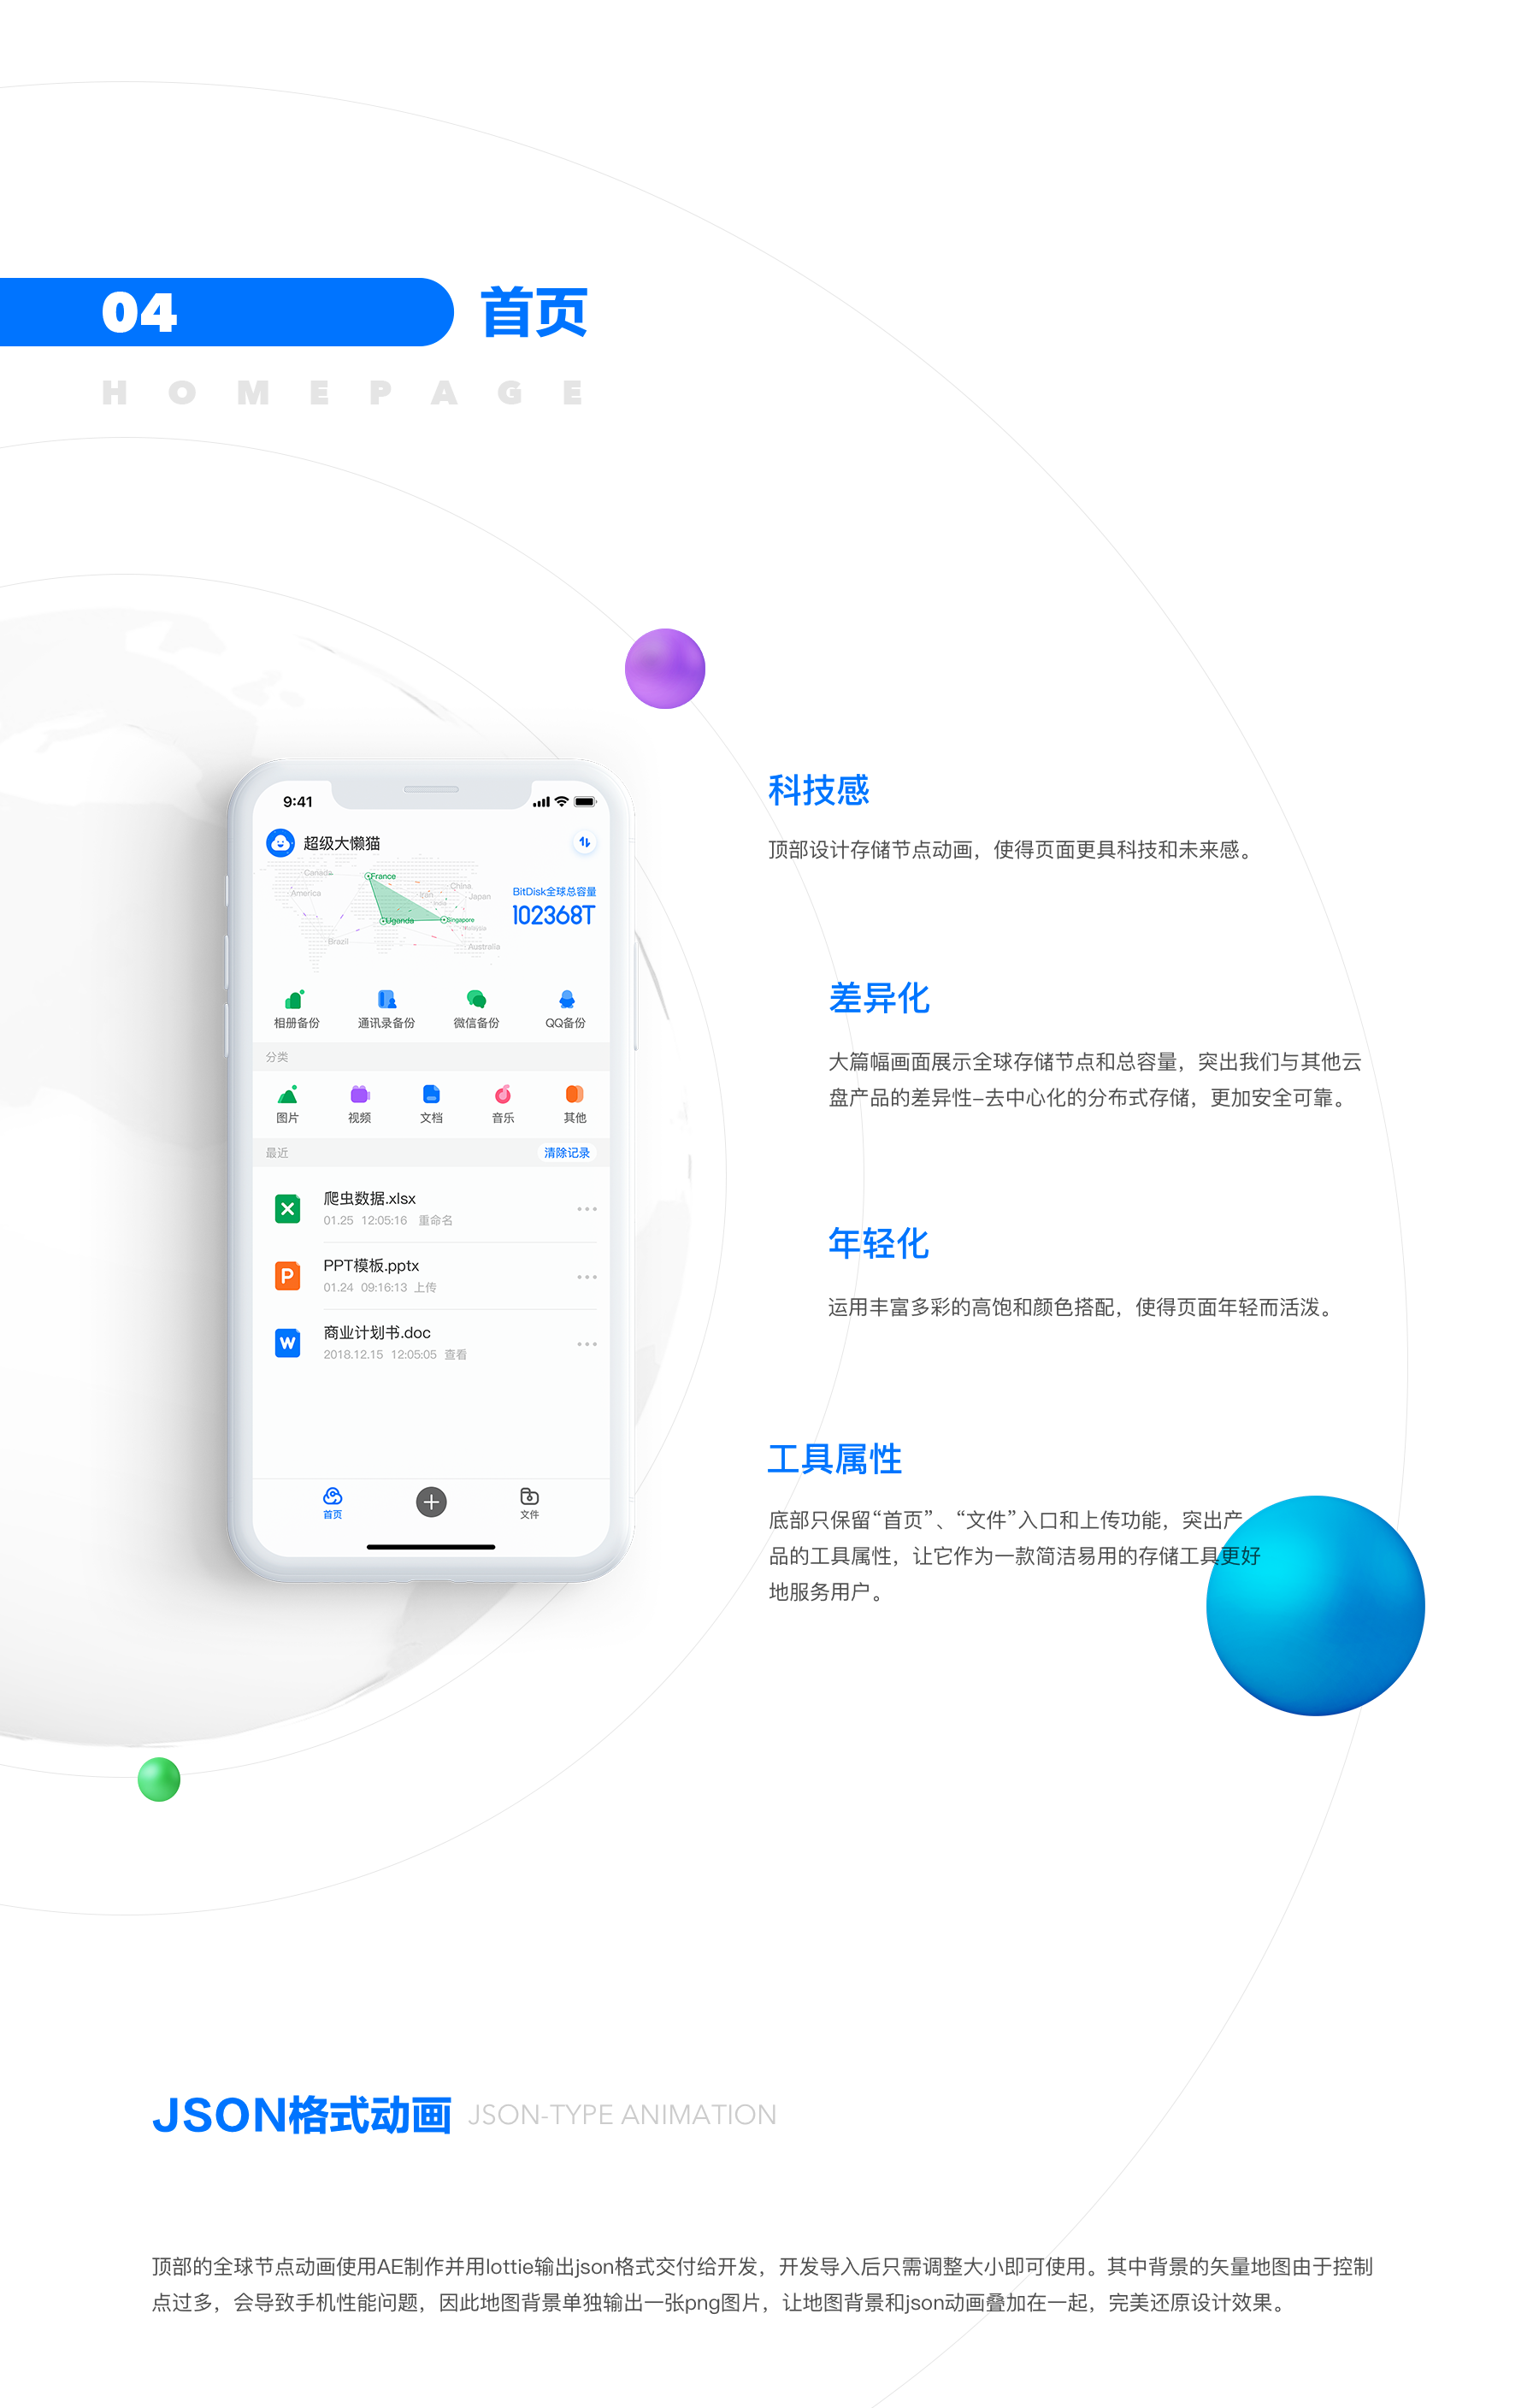 04 首页
HOMEPAGE
9:41
超级大懒猫
Canada
France
America
China
Iran
India
Japan
BitDisk全球总容量
102368T
Uganda
Singapore
Malaysia
Brazil
Australia
相册备份 通讯录备份 微信备份 QQ备份
分类
图片 视频 文档 音乐 其他
最近 清除记录
爬虫数据.xlsx
01.25 12:05:16 重命名
PPT模板.pptx
01.24 09:16:13 上传
商业计划书.doc
2018.12.15 12:05:05 查看
首页 文件
科技感
顶部设计存储节点动画，使得页面更具科技和未来感。
差异化
大篇幅画面展示全球存储节点和总容量，突出我们与其他云
盘产品的差异性–去中心化的分布式存储，更加安全可靠。
年轻化
运用丰富多彩的高饱和颜色搭配，使得页面年轻而活泼。
工具属性
底部只保留“首页”、“文件”入口和上传功能，突出产
品的工具属性，让它作为一款简洁易用的存储工具更好
地服务用户。
JSON格式动画 JSON-TYPE ANIMATION
顶部的全球节点动画使用AE制作并用lottie输出json格式交付给开发，开发导入后只需调整大小即可使用。其中背景的矢量地图由于控制
点过多，会导致手机性能问题，因此地图背景单独输出一张png图片，让地图背景和json动画叠加在一起，完美还原设计效果。